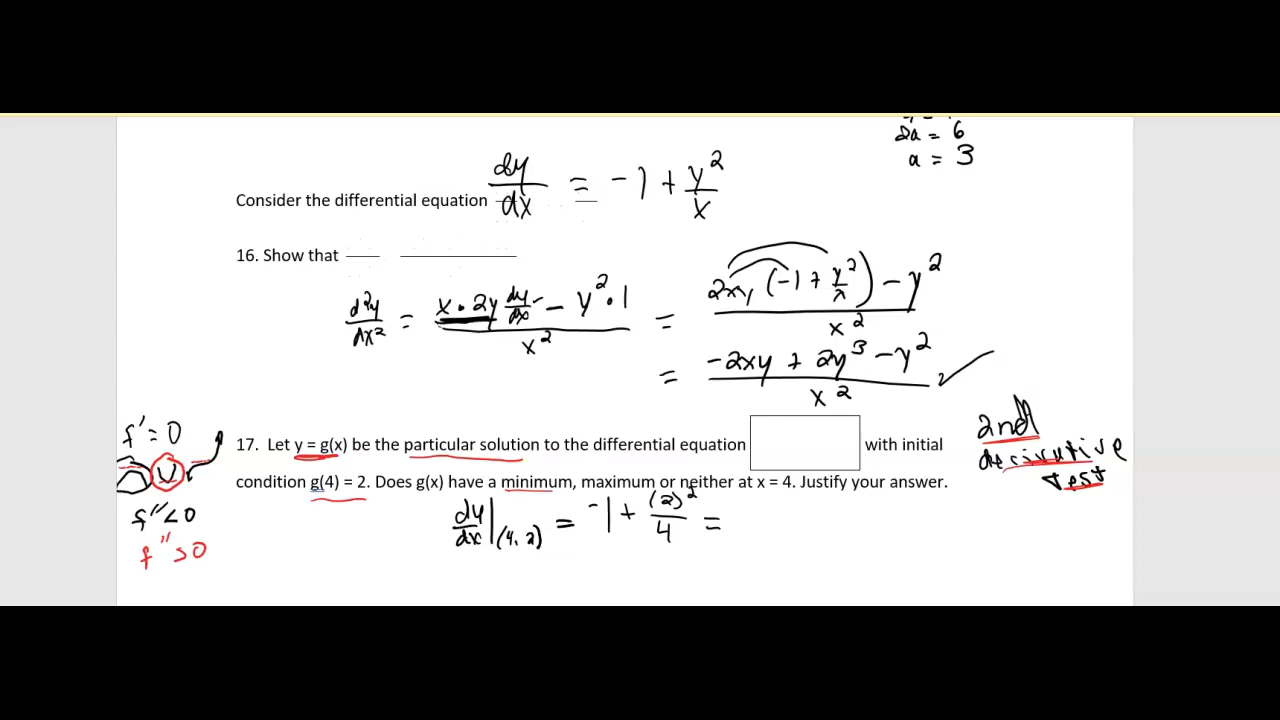 2a = 6
a = 3
Consider the differential equation dy/dx = -1 + y²/x
16. Show that
d²y/dx² = (x • 2y dy/dx - y² • 1)/x² = (2xy (-1 + y²/x) - y²)/x²
= (-2xy + 2y³ - y²)/x² ✓
f' = 0
2nd
derivative
test
17. Let y = g(x) be the particular solution to the differential equation with initial
condition g(4) = 2. Does g(x) have a minimum, maximum or neither at x = 4. Justify your answer.
f'' < 0
f'' > 0
dy/dx|(4, 2) = -1 + (2)²/4 =